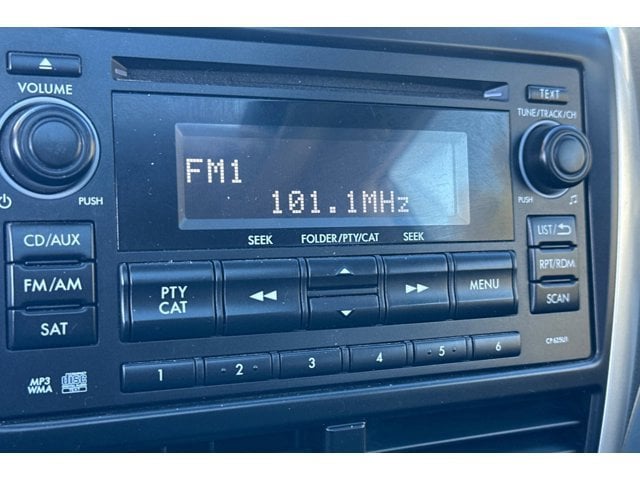 TEXT
VOLUME
TUNE/TRACK/CH
FM1
101.1MHz
PUSH
PUSH
CD/AUX
SEEK FOLDER/PTY/CAT SEEK
LIST/
FM/AM
PTY
CAT
MENU
RPT/RDM
SCAN
SAT
1 2 3 4 5 6
MP3
WMA
disc